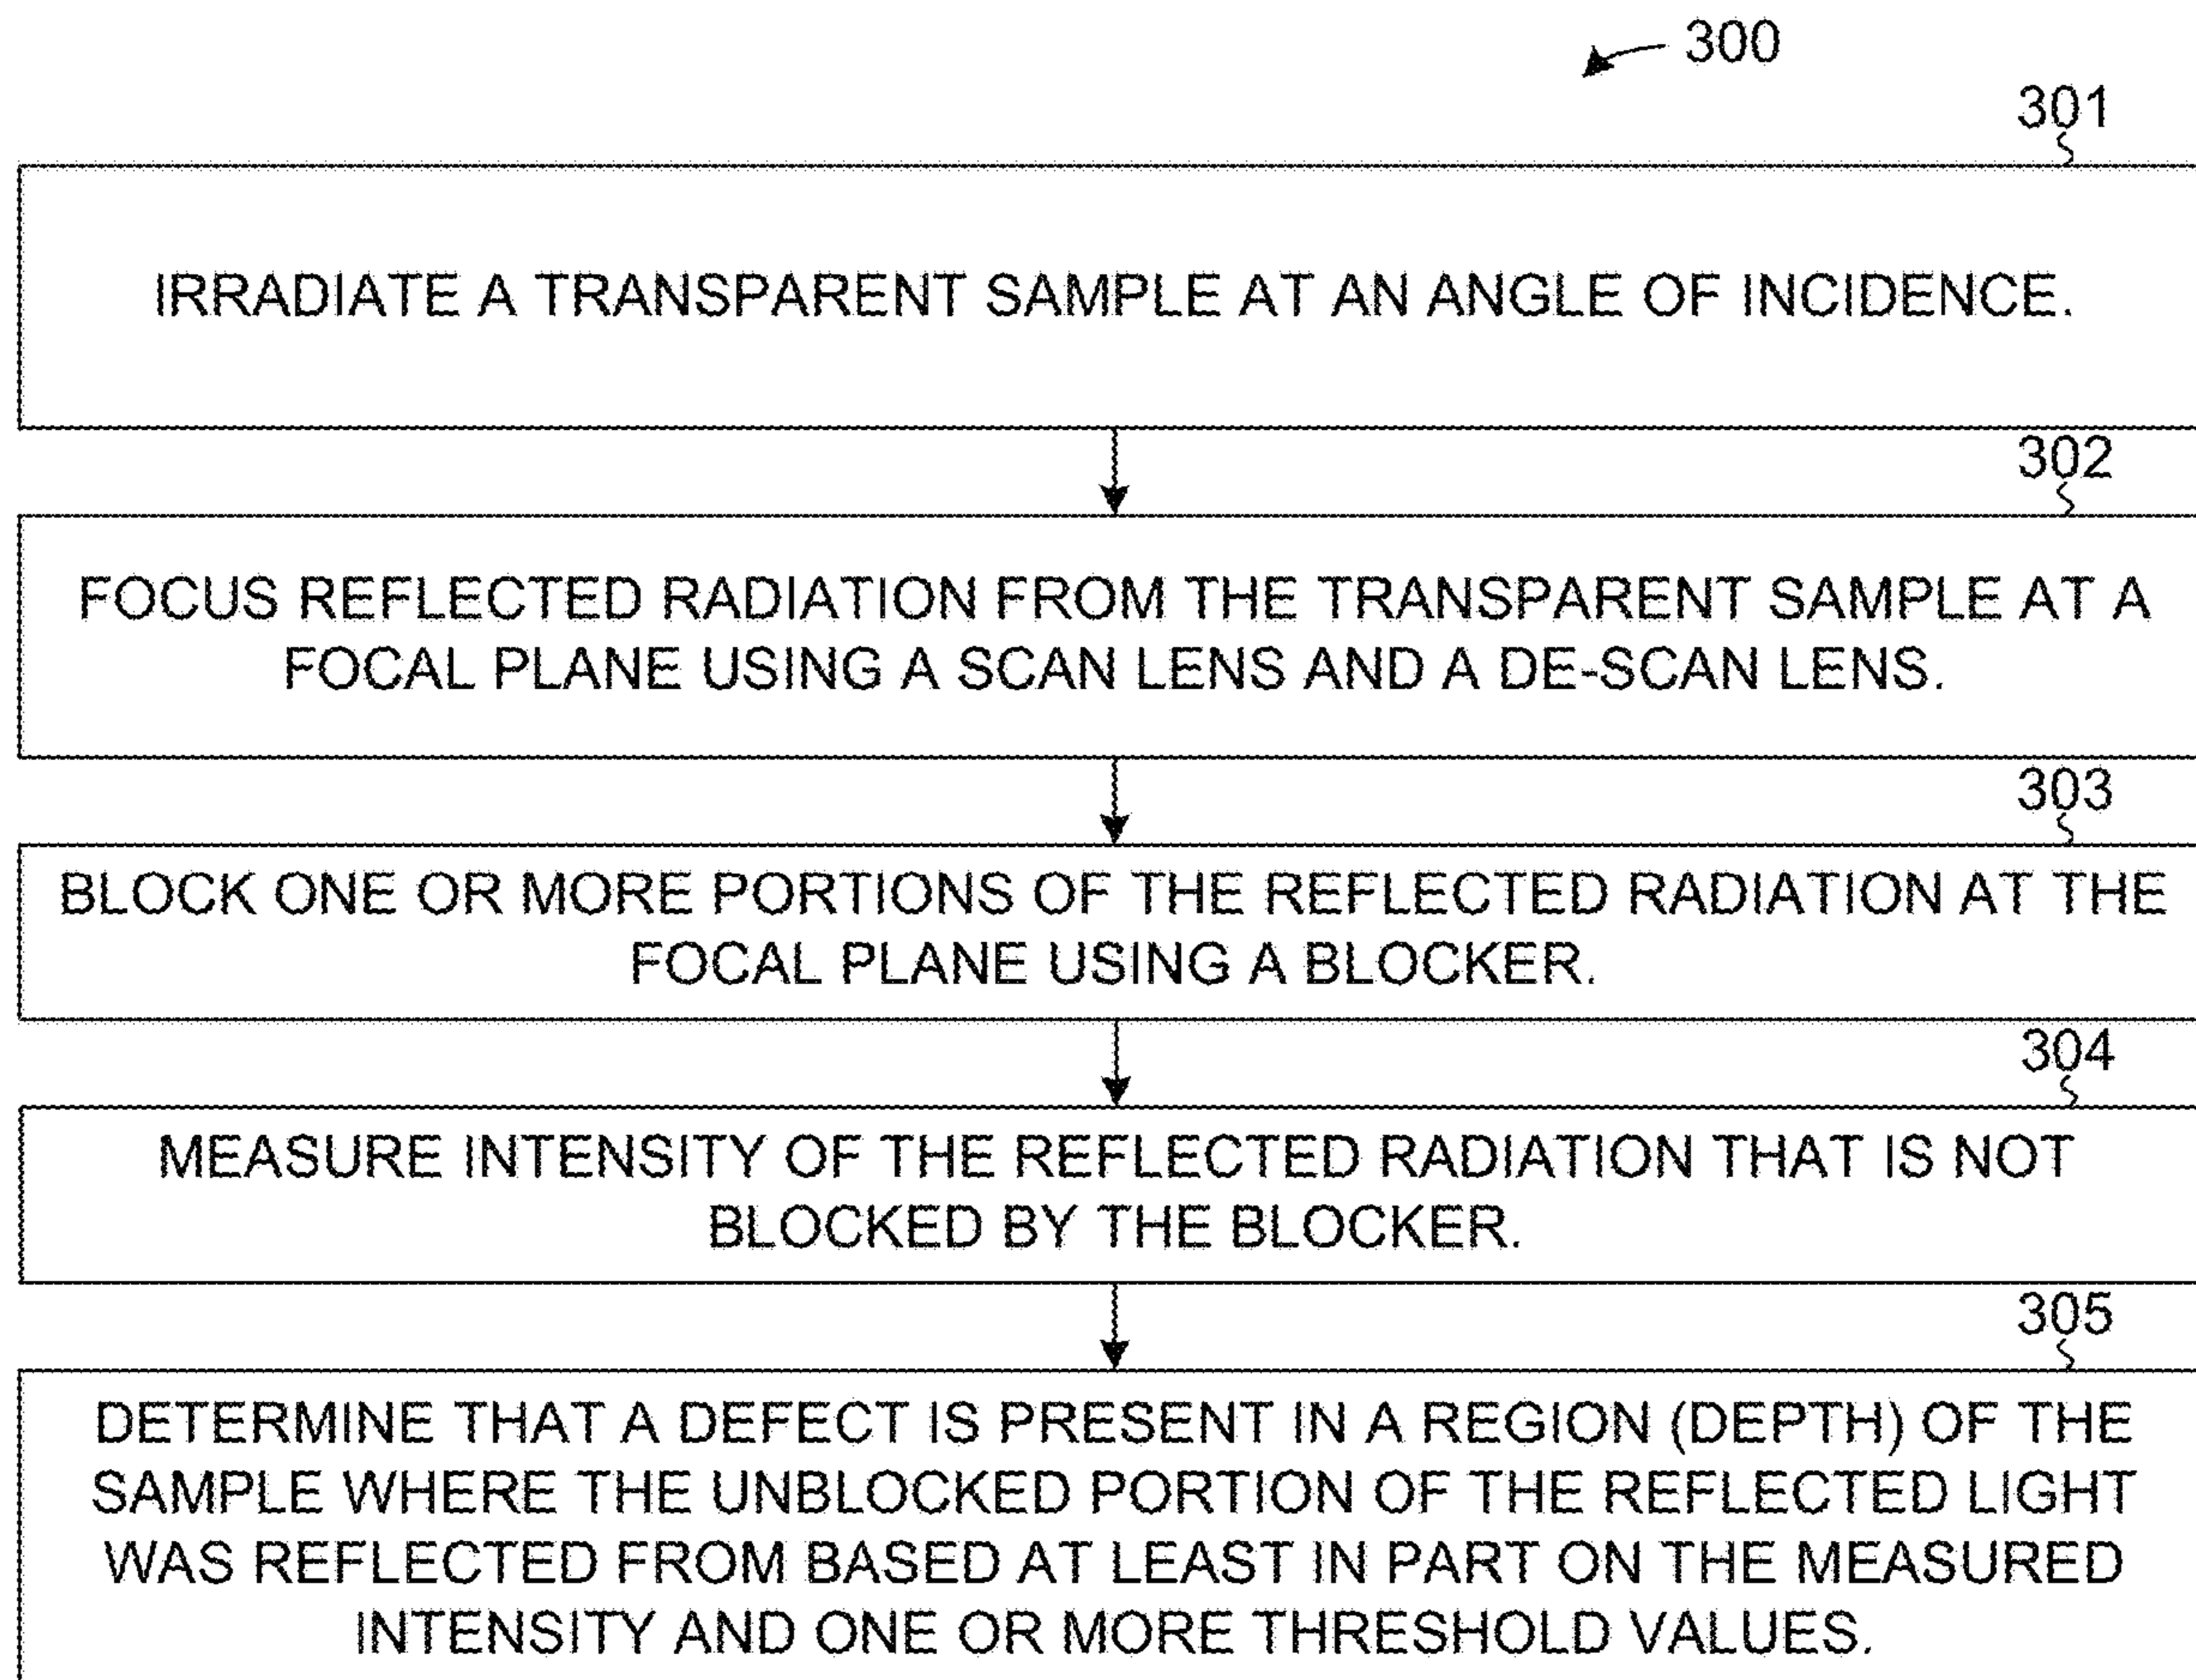 300
301
IRRADIATE A TRANSPARENT SAMPLE AT AN ANGLE OF INCIDENCE.
302
FOCUS REFLECTED RADIATION FROM THE TRANSPARENT SAMPLE AT A
FOCAL PLANE USING A SCAN LENS AND A DE-SCAN LENS.
303
BLOCK ONE OR MORE PORTIONS OF THE REFLECTED RADIATION AT THE
FOCAL PLANE USING A BLOCKER.
304
MEASURE INTENSITY OF THE REFLECTED RADIATION THAT IS NOT
BLOCKED BY THE BLOCKER.
305
DETERMINE THAT A DEFECT IS PRESENT IN A REGION (DEPTH) OF THE
SAMPLE WHERE THE UNBLOCKED PORTION OF THE REFLECTED LIGHT
WAS REFLECTED FROM BASED AT LEAST IN PART ON THE MEASURED
INTENSITY AND ONE OR MORE THRESHOLD VALUES.